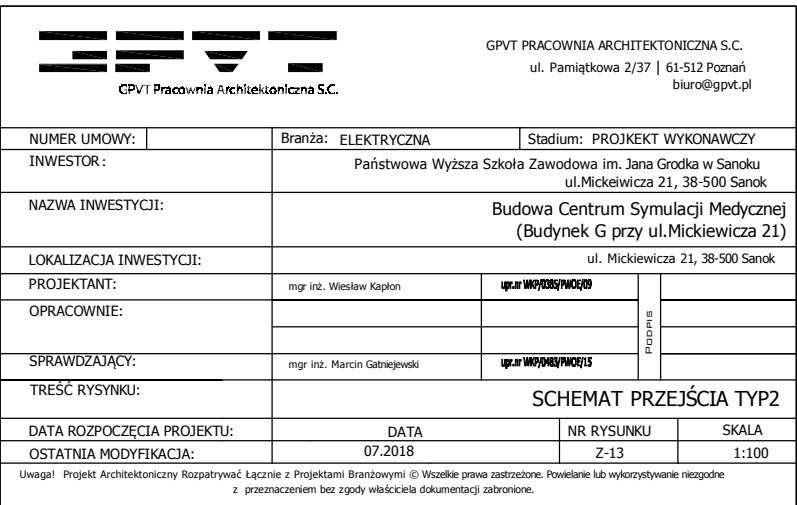 GPVT
GPVT Pracownia Architektoniczna S.C.
GPVT PRACOWNIA ARCHITEKTONICZNA S.C.
ul. Pamiątkowa 2/37 | 61-512 Poznań
biuro@gpvt.pl
NUMER UMOWY:
Branża: ELEKTRYCZNA
Stadium: PROJKEKT WYKONAWCZY
INWESTOR:
Państwowa Wyższa Szkoła Zawodowa im. Jana Grodka w Sanoku
ul.Mickeiwicza 21, 38-500 Sanok
NAZWA INWESTYCJI:
Budowa Centrum Symulacji Medycznej
(Budynek G przy ul.Mickiewicza 21)
LOKALIZACJA INWESTYCJI:
ul. Mickiewicza 21, 38-500 Sanok
PROJEKTANT:
mgr inż. Wiesław Kapłon
upr.nr WKP/0385/PWOE/09
OPRACOWNIE:
PODPIS
SPRAWDZAJĄCY:
mgr inż. Marcin Gatniejewski
upr.nr WKP/0483/PWOE/15
TREŚĆ RYSYNKU:
SCHEMAT PRZEJŚCIA TYP2
DATA ROZPOCZĘCIA PROJEKTU:
DATA
NR RYSUNKU
SKALA
OSTATNIA MODYFIKACJA:
07.2018
Z-13
1:100
Uwaga! Projekt Architektoniczny Rozpatrywać Łącznie z Projektami Branżowymi © Wszelkie prawa zastrzeżone. Powielanie lub wykorzystywanie niezgodne
z przeznaczeniem bez zgody właściciela dokumentacji zabronione.